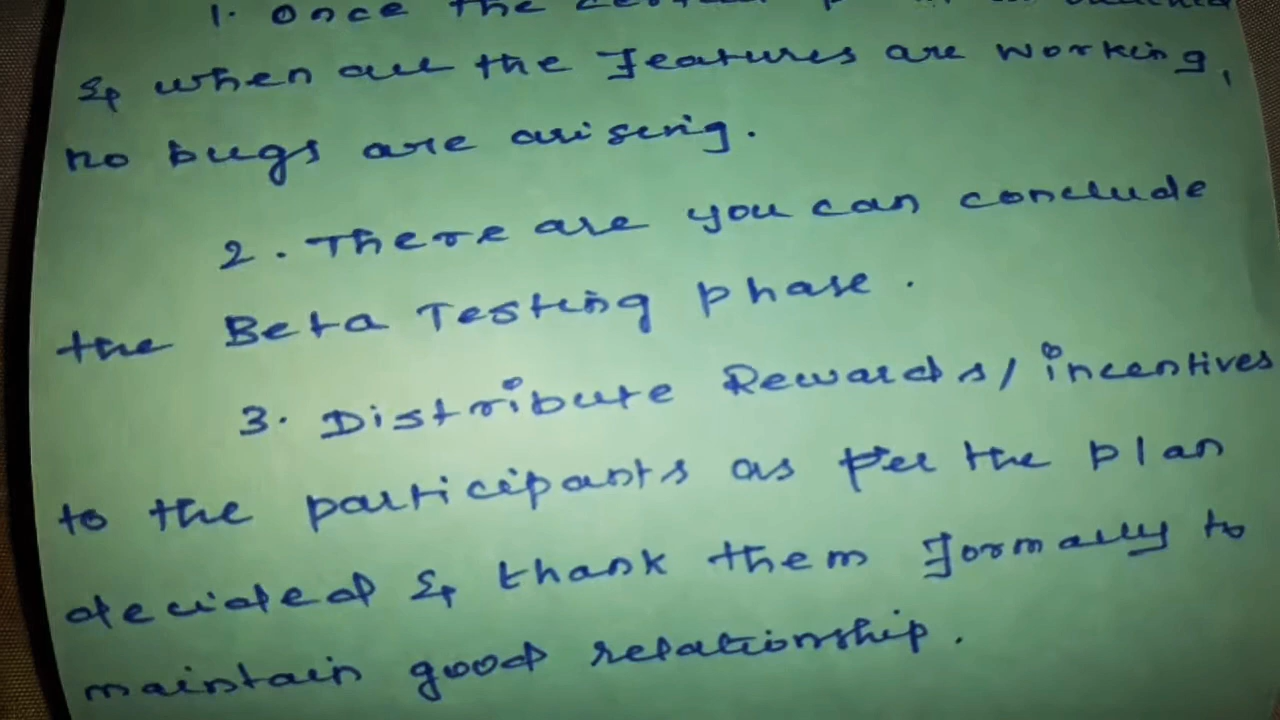 1. Once the
& when all the Features are working,
no bugs are arising.
2. There are you can conclude
the Beta Testing phase.
3. Distribute Rewards/incentives
to the participants as per the plan
decided & thank them formally to
maintain good relationship.